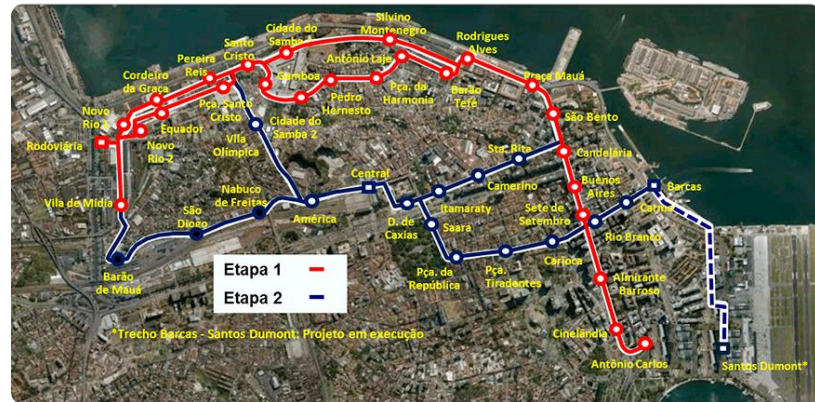 Silvino
Montenegro
Cidade do
Samba 1
Rodrigues
Alves
Santo
Cristo
Pereira
Reis
Antônio Laje
Cordeiro
da Graça
Gamboa
Praça Mauá
Pça. da
Harmonia
Barão
Tefé
Pedro
Hernesto
Pça. Santo
Cristo
Novo
Rio 1
Equador
Cidade do
Samba 2
São Bento
Rodoviária
Novo
Rio 2
Vila
Olímpica
Sta. Rita
Candelária
Central
Camerino
Buenos
Aires
Barcas
Nabuco
de Freitas
Vila de Mídia
São
Diogo
América
D. de
Caxias
Itamaraty
Saara
Sete de
Setembro
Rio Branco
Barão
de Mauá
Pça. da
República
Pça.
Tiradentes
Carioca
Etapa 1
Etapa 2
Almirante
Barroso
*Trecho Barcas - Santos Dumont: Projeto em execução
Cinelândia
Antônio Carlos
Santos Dumont*